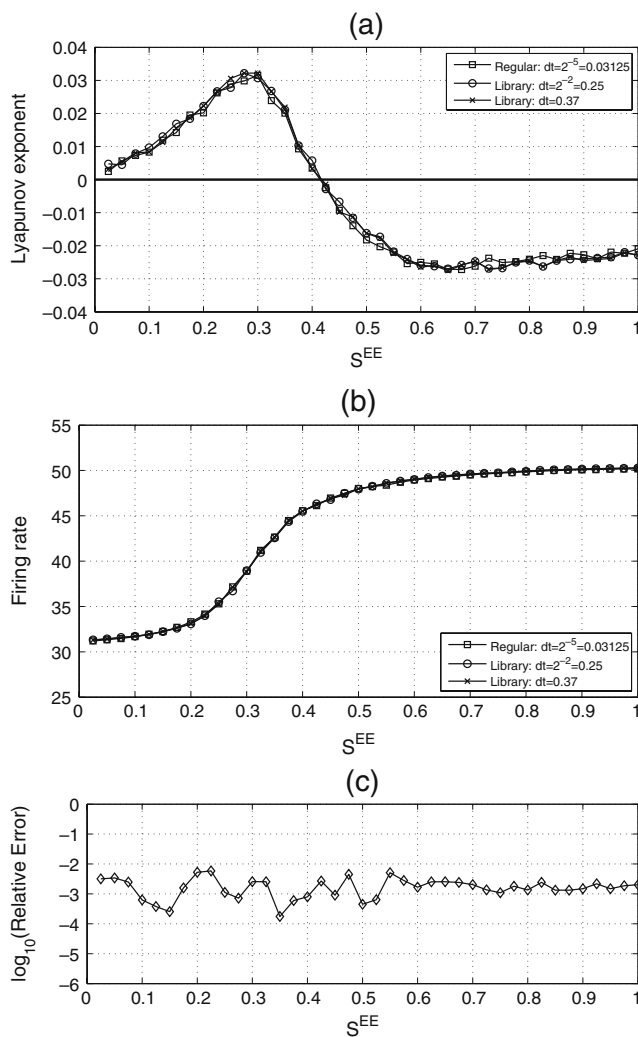 (a)
0.04
0.03
0.02
0.01
0
−0.01
−0.02
−0.03
−0.04
Lyapunov exponent
Regular: dt=2⁻⁵=0.03125
Library: dt=2⁻²=0.25
Library: dt=0.37
0 0.1 0.2 0.3 0.4 0.5 0.6 0.7 0.8 0.9 1
Sᴱᴱ
(b)
55
50
45
40
35
30
25
Firing rate
Regular: dt=2⁻⁵=0.03125
Library: dt=2⁻²=0.25
Library: dt=0.37
0 0.1 0.2 0.3 0.4 0.5 0.6 0.7 0.8 0.9 1
Sᴱᴱ
(c)
0
−1
−2
−3
−4
−5
−6
log₁₀(Relative Error)
0 0.1 0.2 0.3 0.4 0.5 0.6 0.7 0.8 0.9 1
Sᴱᴱ